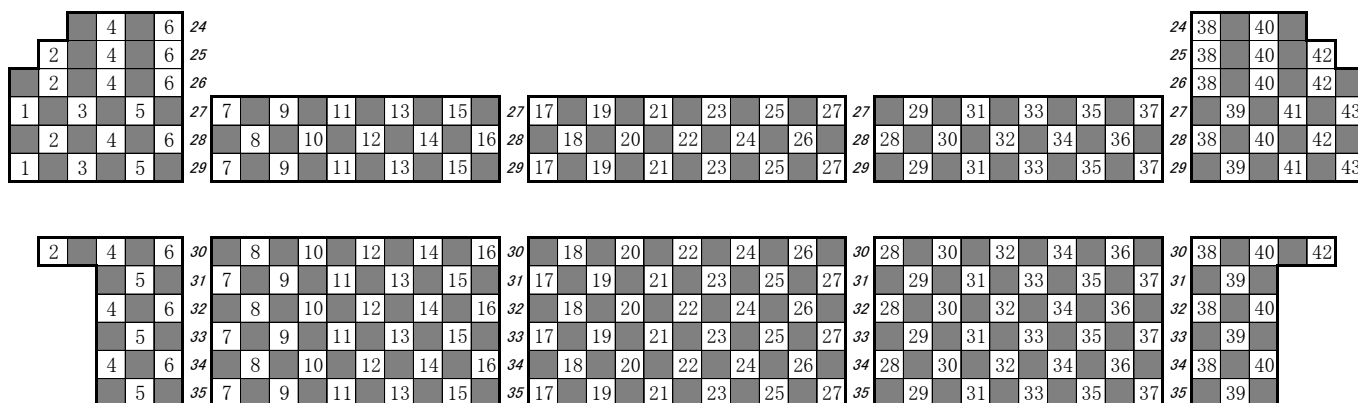 4 6 24 24 38 40
2 4 6 25 25 38 40 42
2 4 6 26 26 38 40 42
1 3 5 27 7 9 11 13 15 27 17 19 21 23 25 27 27 29 31 33 35 37 27 39 41 43
2 4 6 28 8 10 12 14 16 28 18 20 22 24 26 28 28 30 32 34 36 28 38 40 42
1 3 5 29 7 9 11 13 15 29 17 19 21 23 25 27 29 29 31 33 35 37 29 39 41 43
2 4 6 30 8 10 12 14 16 30 18 20 22 24 26 30 28 30 32 34 36 30 38 40 42
5 31 7 9 11 13 15 31 17 19 21 23 25 27 31 29 31 33 35 37 31 39
4 6 32 8 10 12 14 16 32 18 20 22 24 26 32 28 30 32 34 36 32 38 40
5 33 7 9 11 13 15 33 17 19 21 23 25 27 33 29 31 33 35 37 33 39
4 6 34 8 10 12 14 16 34 18 20 22 24 26 34 28 30 32 34 36 34 38 40
5 35 7 9 11 13 15 35 17 19 21 23 25 27 35 29 31 33 35 37 35 39